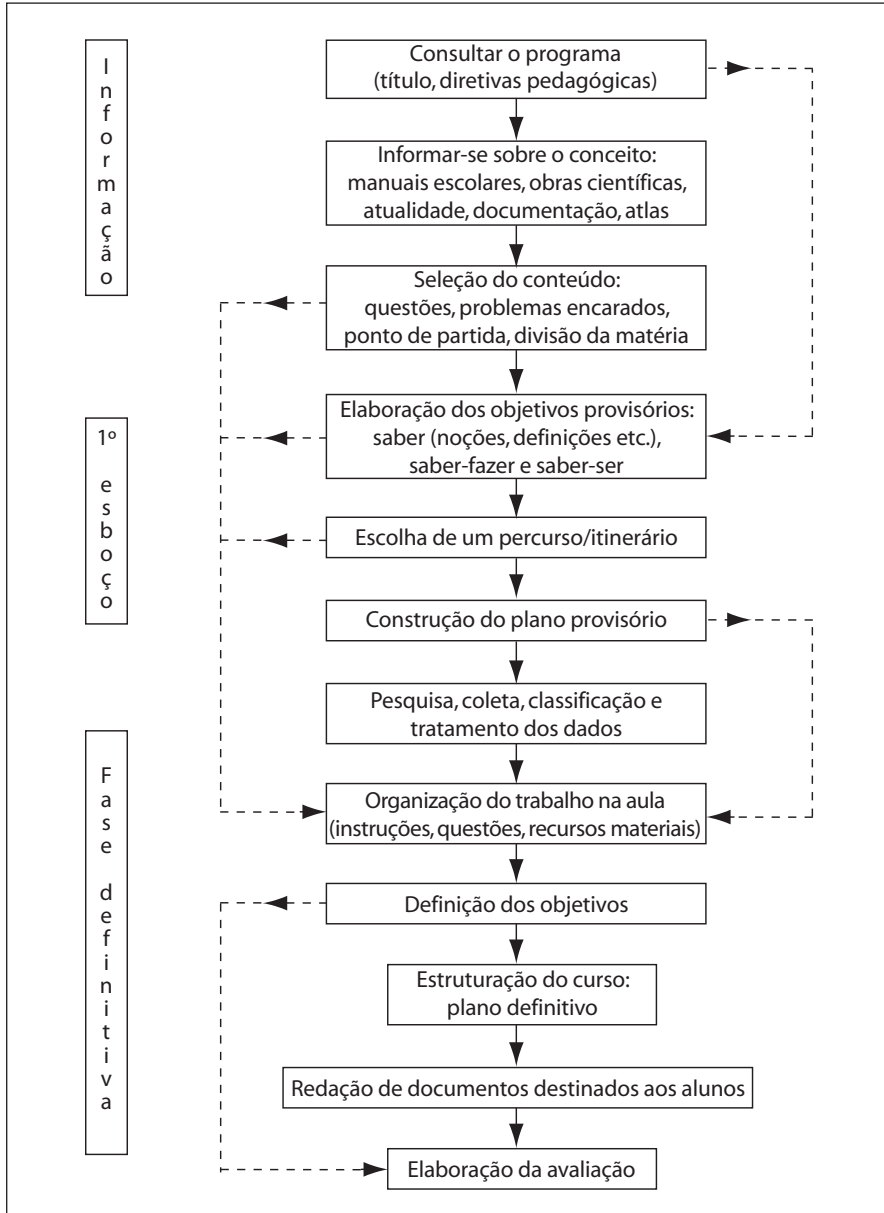 Informação
Consultar o programa
(título, diretivas pedagógicas)
Informar-se sobre o conceito:
manuais escolares, obras científicas,
atualidade, documentação, atlas
Seleção do conteúdo:
questões, problemas encarados,
ponto de partida, divisão da matéria
1º esboço
Elaboração dos objetivos provisórios:
saber (noções, definições etc.),
saber-fazer e saber-ser
Escolha de um percurso/itinerário
Construção do plano provisório
Fase definitiva
Pesquisa, coleta, classificação e
tratamento dos dados
Organização do trabalho na aula
(instruções, questões, recursos materiais)
Definição dos objetivos
Estruturação do curso:
plano definitivo
Redação de documentos destinados aos alunos
Elaboração da avaliação